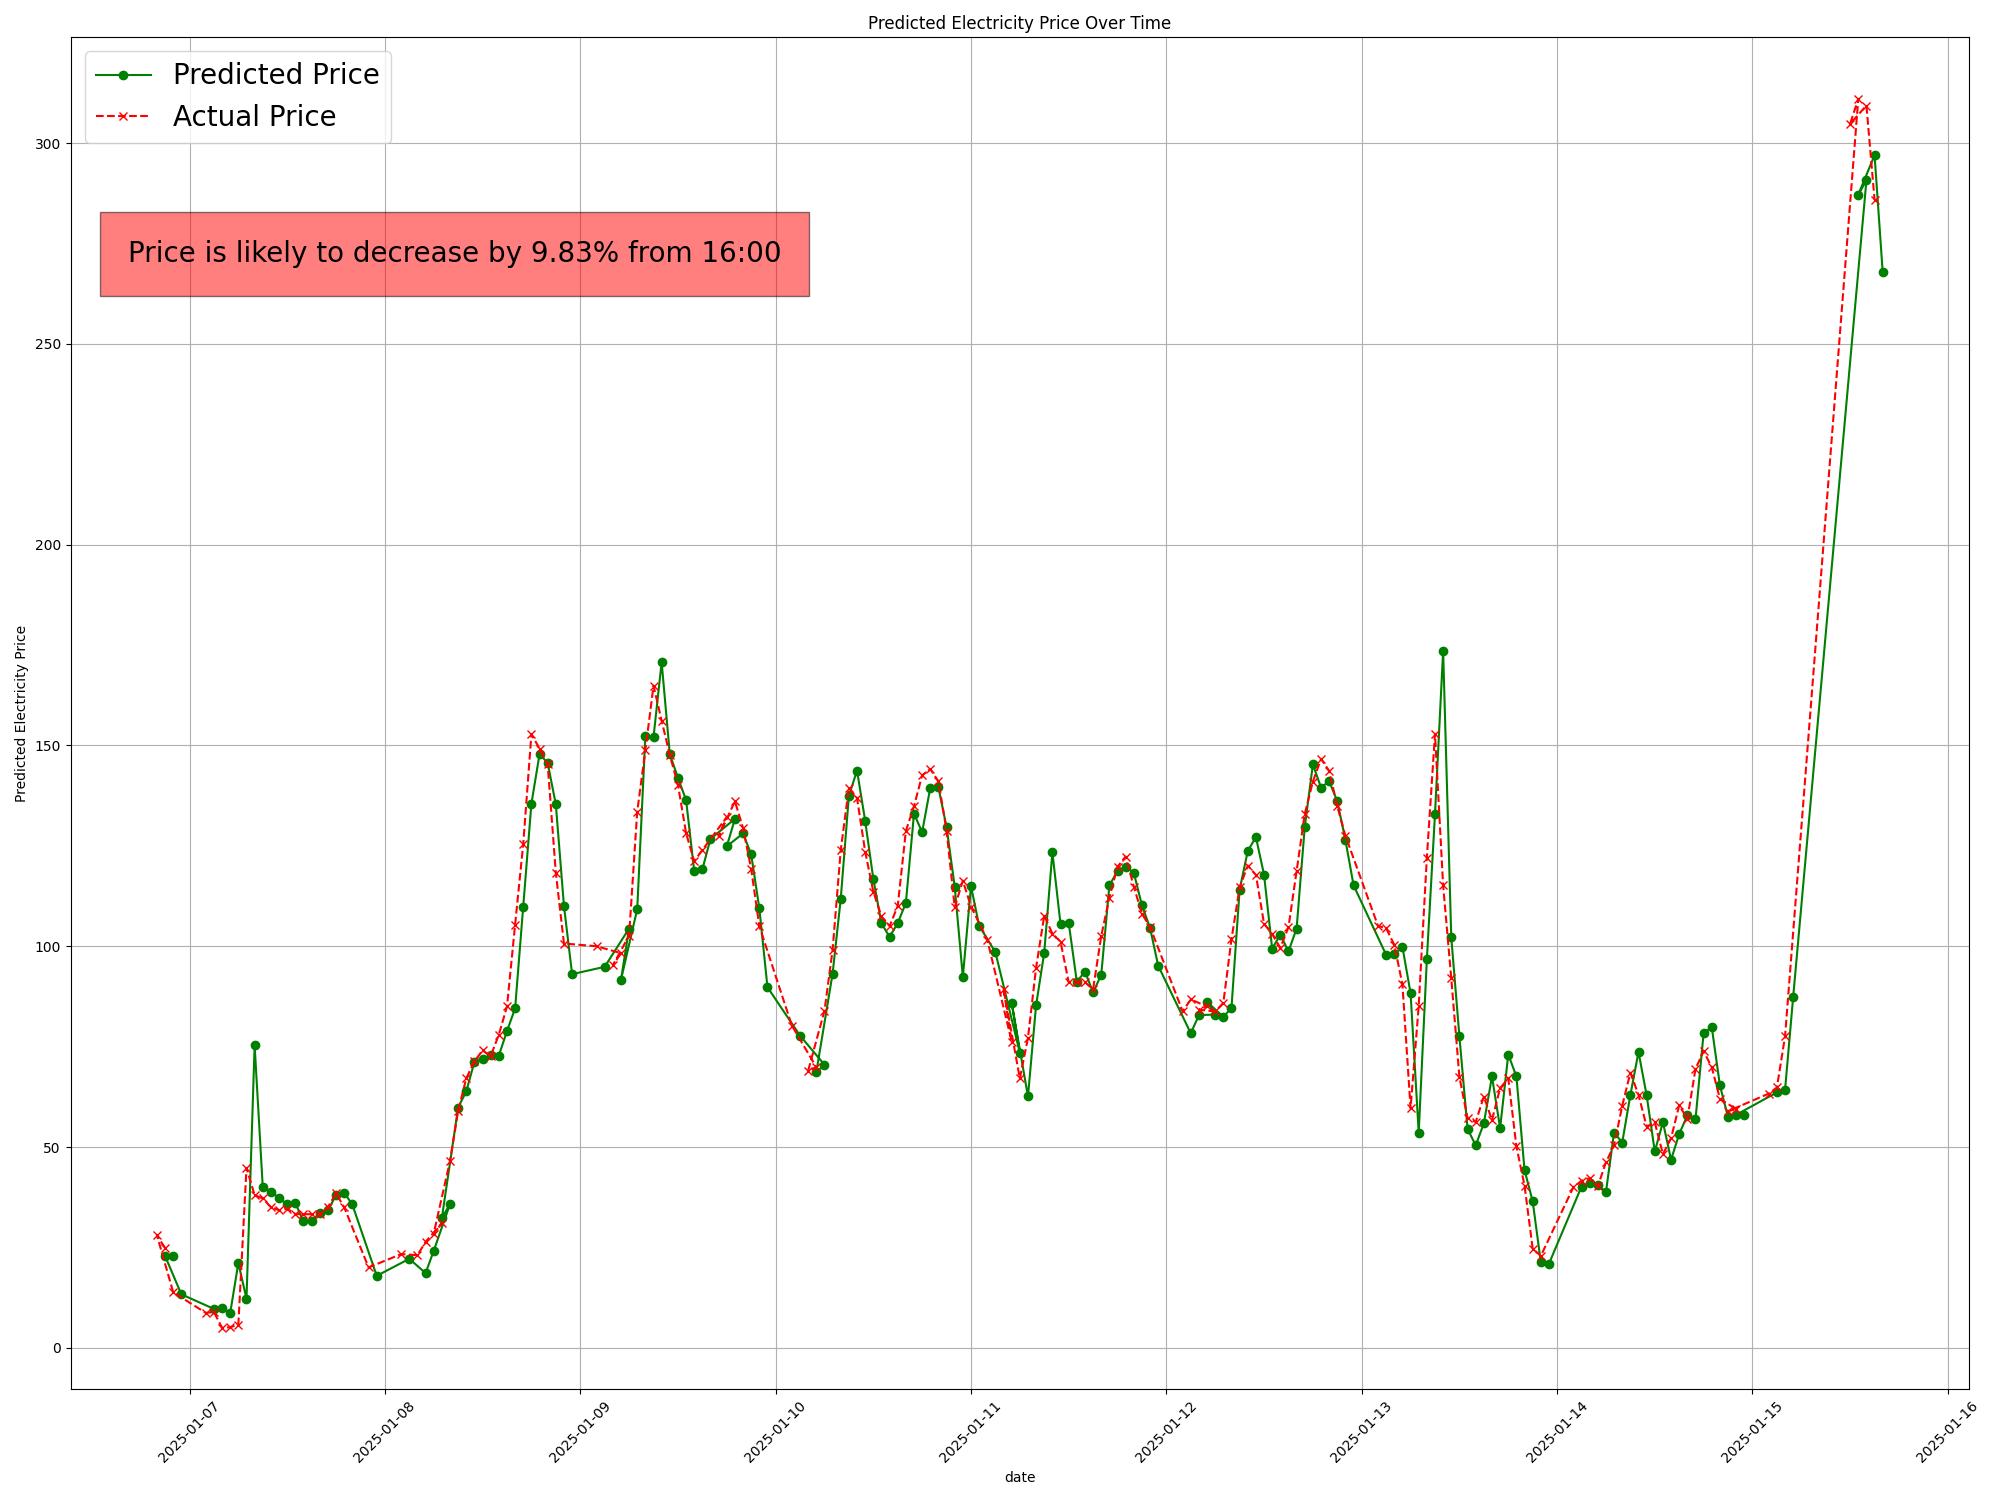 Predicted Electricity Price Over Time
Predicted Price
Actual Price
Price is likely to decrease by 9.83% from 16:00
Predicted Electricity Price
300
250
200
150
100
50
0
2025-01-07
2025-01-08
2025-01-09
2025-01-10
2025-01-11
2025-01-12
2025-01-13
2025-01-14
2025-01-15
2025-01-16
date